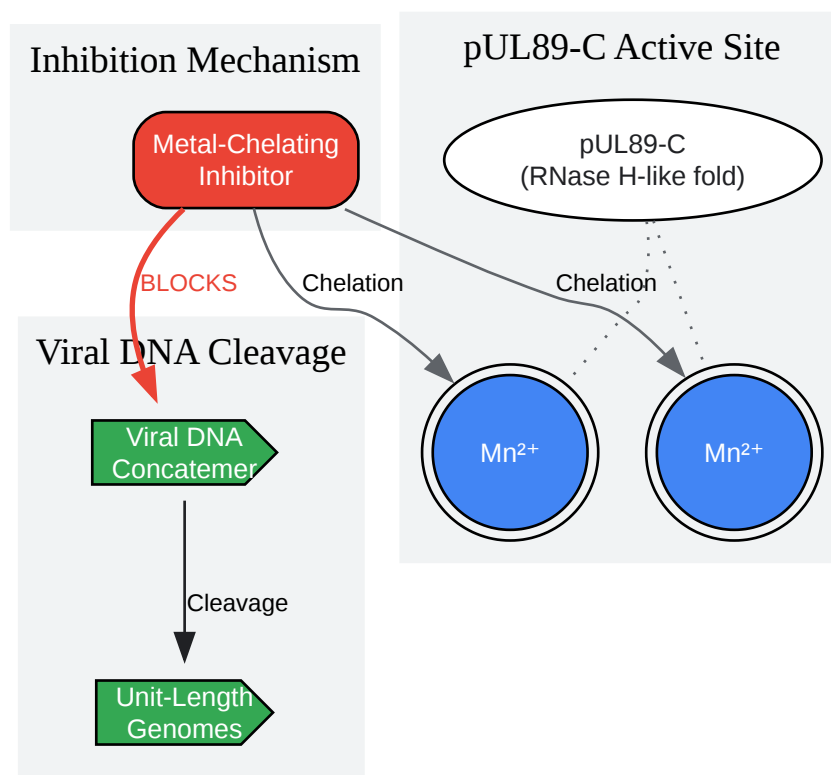 Inhibition Mechanism
pUL89-C Active Site
Metal-Chelating
Inhibitor
pUL89-C
(RNase H-like fold)
BLOCKS
Chelation
Chelation
Viral DNA Cleavage
Viral DNA
Concatemer
Mn²⁺
Mn²⁺
Cleavage
Unit-Length
Genomes